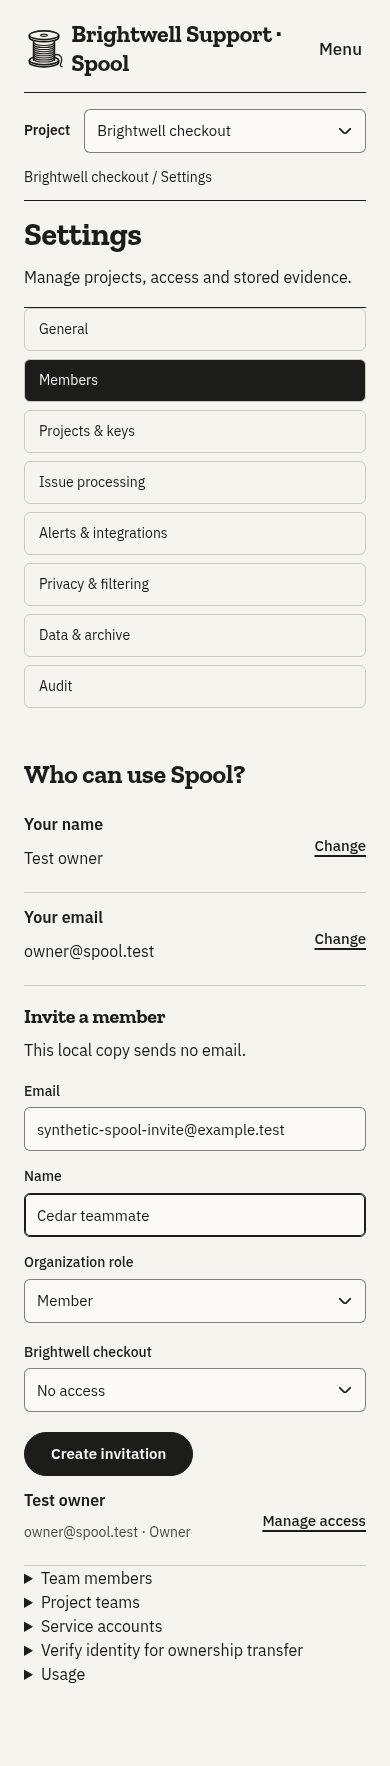 Brightwell Support ·
Spool
Menu
Project
Brightwell checkout
Brightwell checkout / Settings
Settings
Manage projects, access and stored evidence.
General
Members
Projects & keys
Issue processing
Alerts & integrations
Privacy & filtering
Data & archive
Audit
Who can use Spool?
Your name
Test owner
Change
Your email
owner@spool.test
Change
Invite a member
This local copy sends no email.
Email
synthetic-spool-invite@example.test
Name
Cedar teammate
Organization role
Member
Brightwell checkout
No access
Create invitation
Test owner
owner@spool.test · Owner
Manage access
Team members
Project teams
Service accounts
Verify identity for ownership transfer
Usage